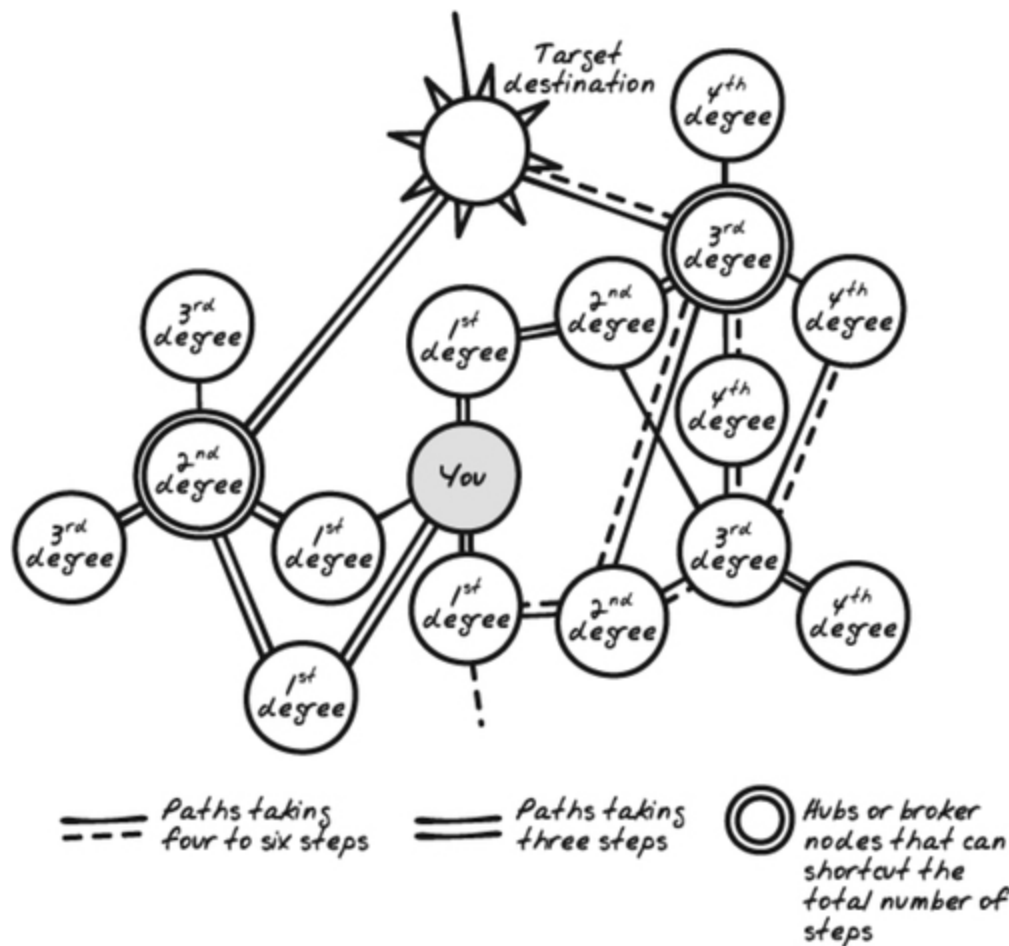 Target
destination
4th
degree
3rd
degree
2nd
degree
4th
degree
3rd
degree
1st
degree
4th
degree
2nd
degree
You
3rd
degree
1st
degree
3rd
degree
1st
degree
2nd
degree
4th
degree
1st
degree
Paths taking
four to six steps
Paths taking
three steps
Hubs or broker
nodes that can
shortcut the
total number of
steps